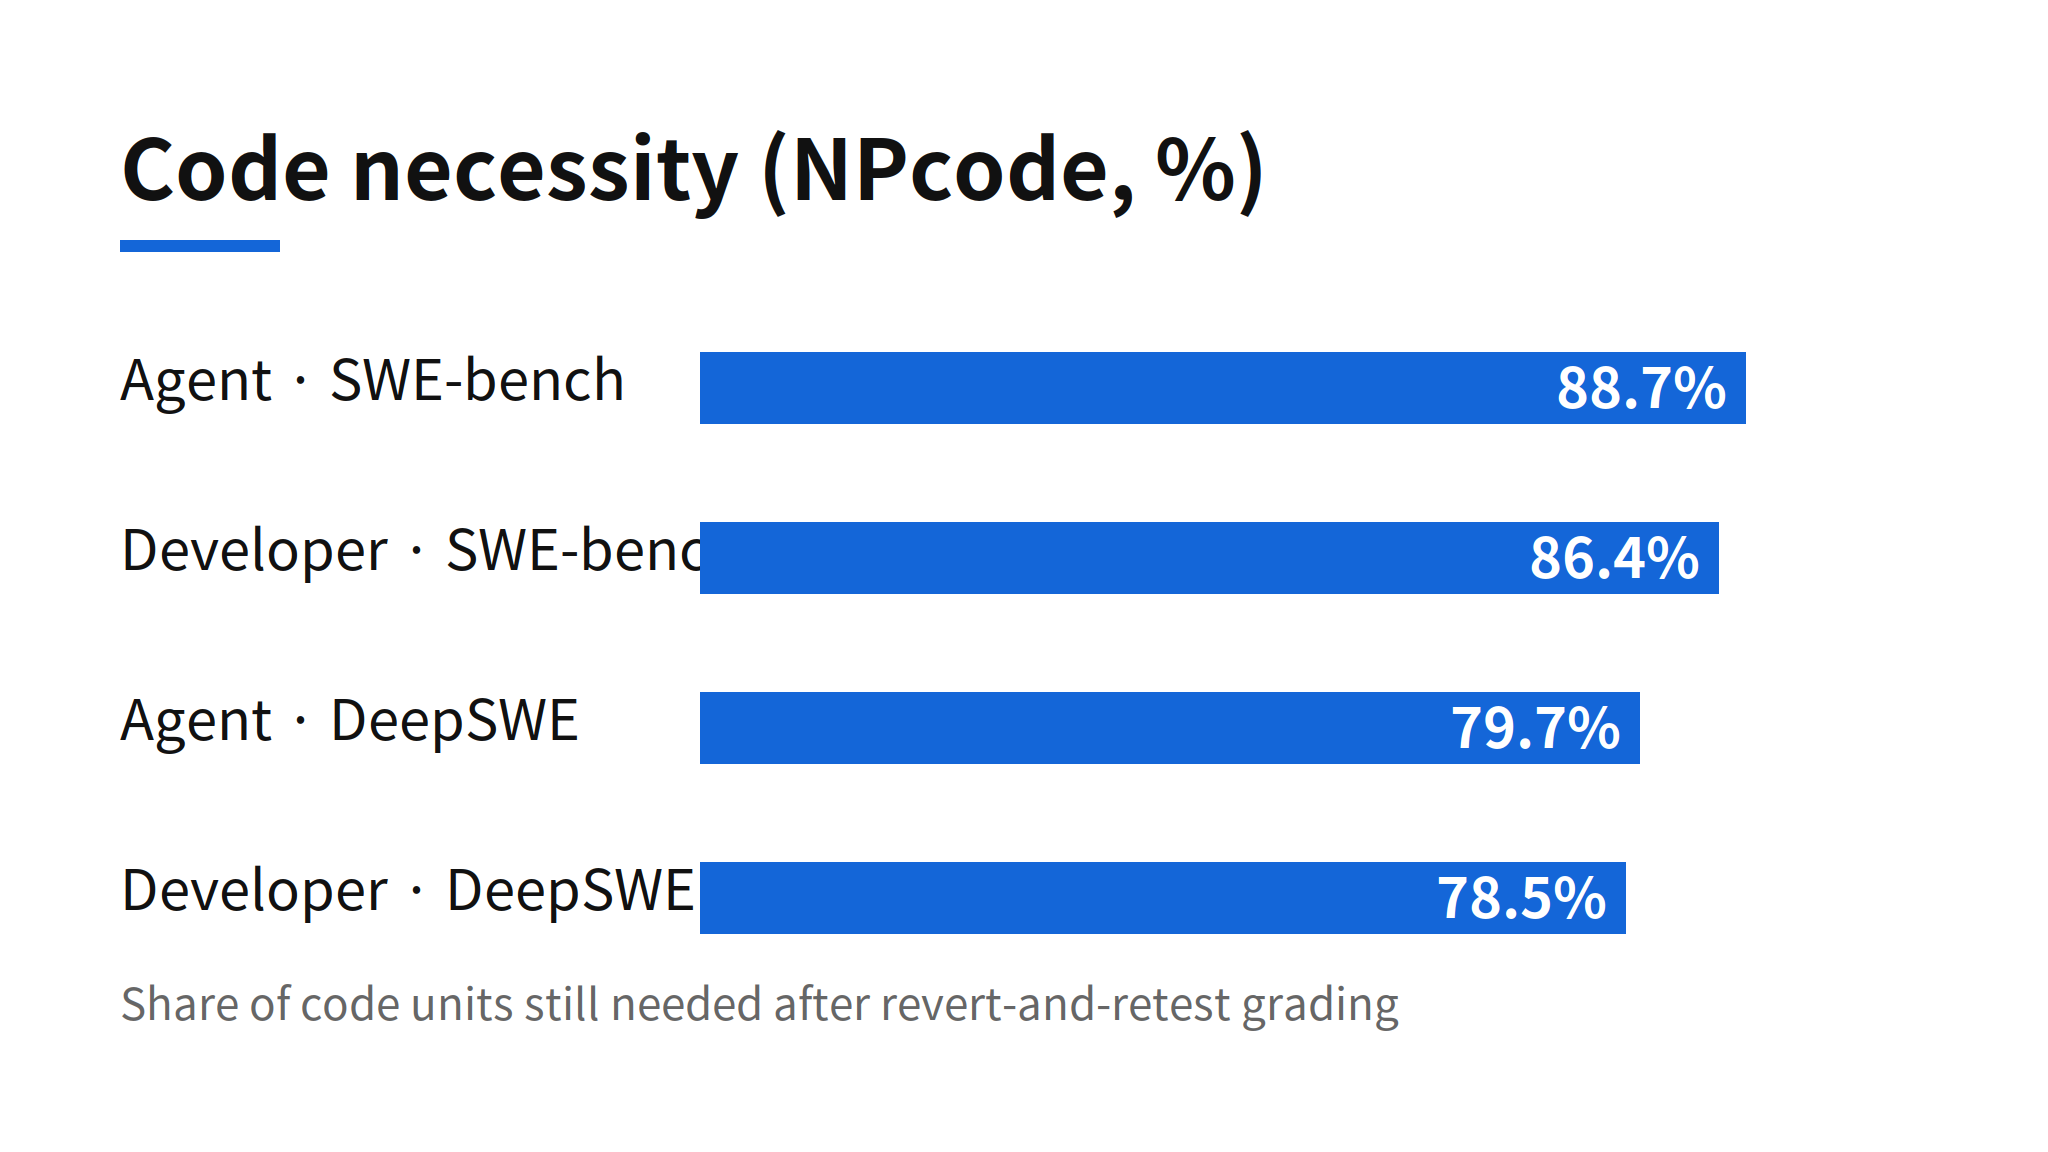 Code necessity (NPcode, %)
Agent · SWE-bench 88.7%
Developer · SWE-benc 86.4%
Agent · DeepSWE 79.7%
Developer · DeepSWE 78.5%
Share of code units still needed after revert-and-retest grading